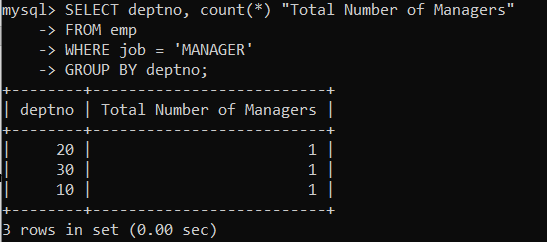 mysql> SELECT deptno, count(*) "Total Number of Managers"
    -> FROM emp
    -> WHERE job = 'MANAGER'
    -> GROUP BY deptno;
+--------+--------------------------+
| deptno | Total Number of Managers |
+--------+--------------------------+
|     20 |                        1 |
|     30 |                        1 |
|     10 |                        1 |
+--------+--------------------------+
3 rows in set (0.00 sec)